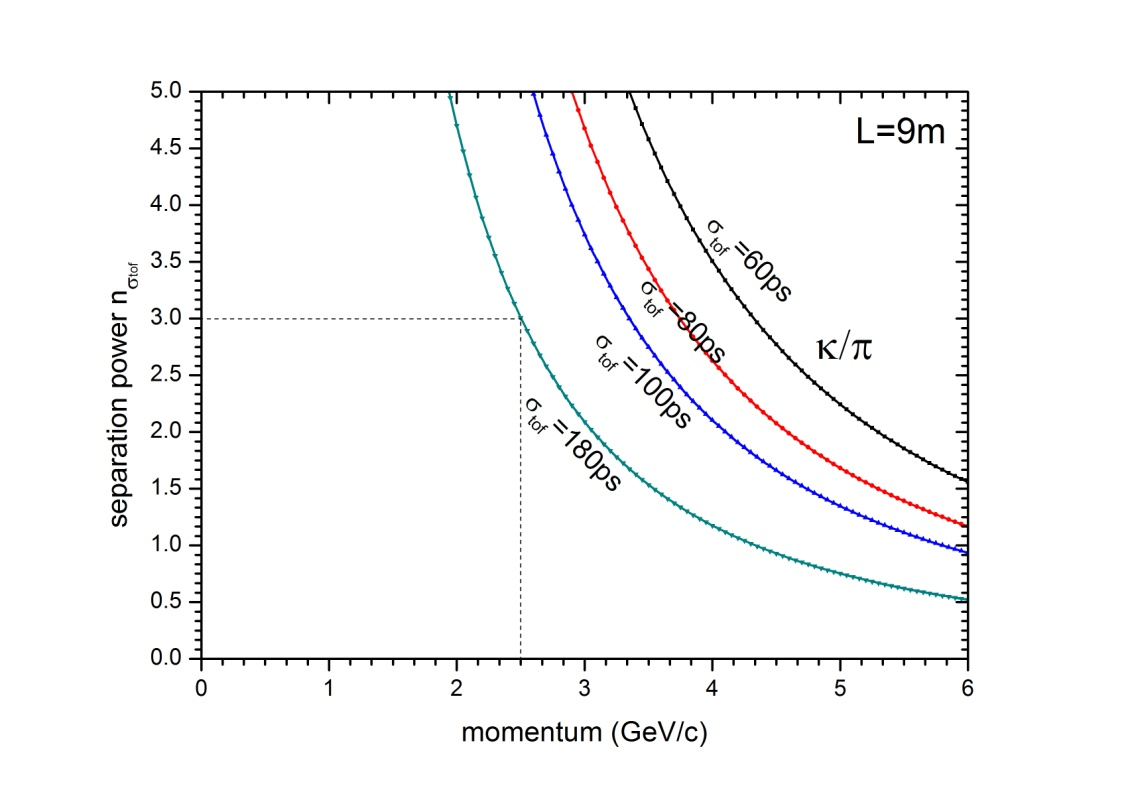 5.0
4.5
4.0
3.5
3.0
2.5
2.0
1.5
1.0
0.5
0.0
separation power nσtof
L=9m
σtof=60ps
σtof=80ps
κ/π
σtof=100ps
σtof=180ps
0 1 2 3 4 5 6
momentum (GeV/c)